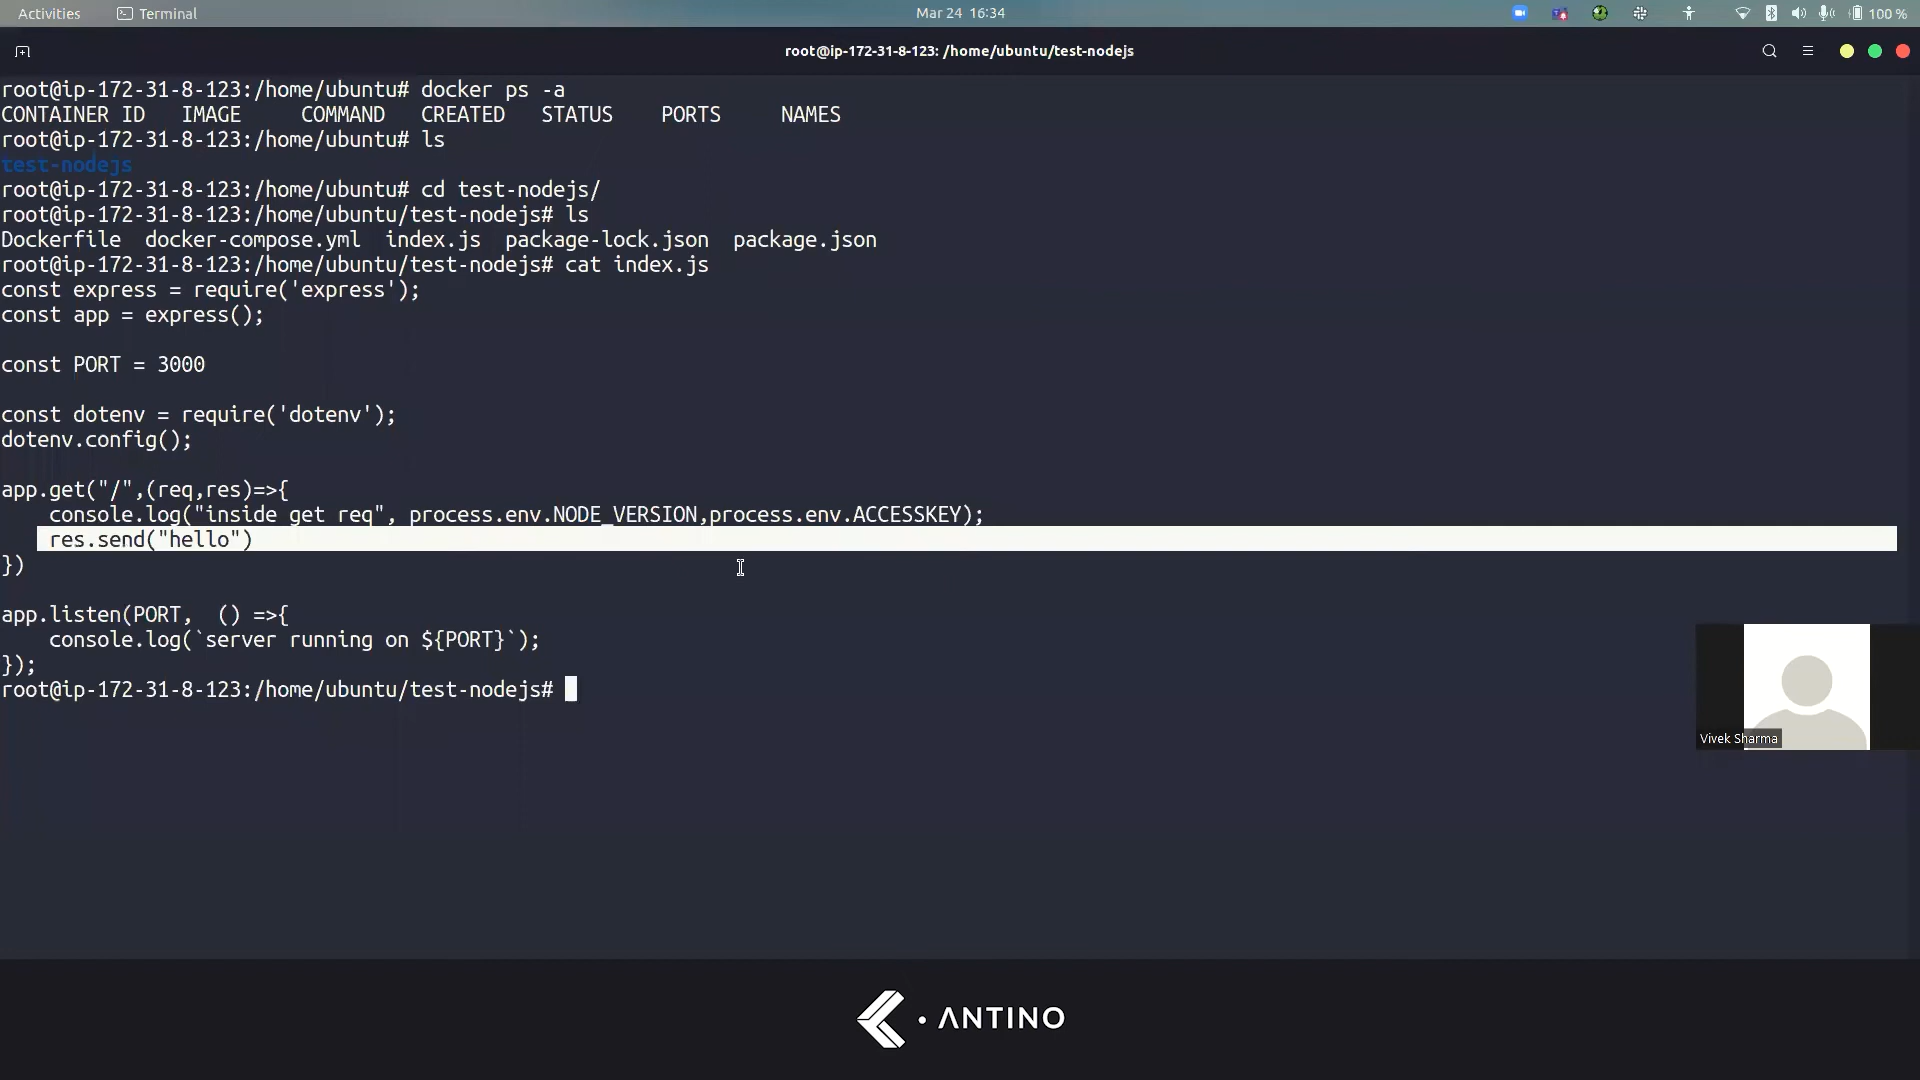 Activities
Terminal
Mar 24 16:34
100 %
root@ip-172-31-8-123: /home/ubuntu/test-nodejs
root@ip-172-31-8-123:/home/ubuntu# docker ps -a
CONTAINER ID   IMAGE     COMMAND   CREATED   STATUS    PORTS     NAMES
root@ip-172-31-8-123:/home/ubuntu# ls
test-nodejs
root@ip-172-31-8-123:/home/ubuntu# cd test-nodejs/
root@ip-172-31-8-123:/home/ubuntu/test-nodejs# ls
Dockerfile  docker-compose.yml  index.js  package-lock.json  package.json
root@ip-172-31-8-123:/home/ubuntu/test-nodejs# cat index.js
const express = require('express');
const app = express();
const PORT = 3000
const dotenv = require('dotenv');
dotenv.config();
app.get("/",(req,res)=>{
    console.log("inside get req", process.env.NODE_VERSION,process.env.ACCESSKEY);
    res.send("hello")
})
app.listen(PORT,  () =>{
    console.log(`server running on ${PORT}`);
});
root@ip-172-31-8-123:/home/ubuntu/test-nodejs#
Vivek Sharma
ANTINO